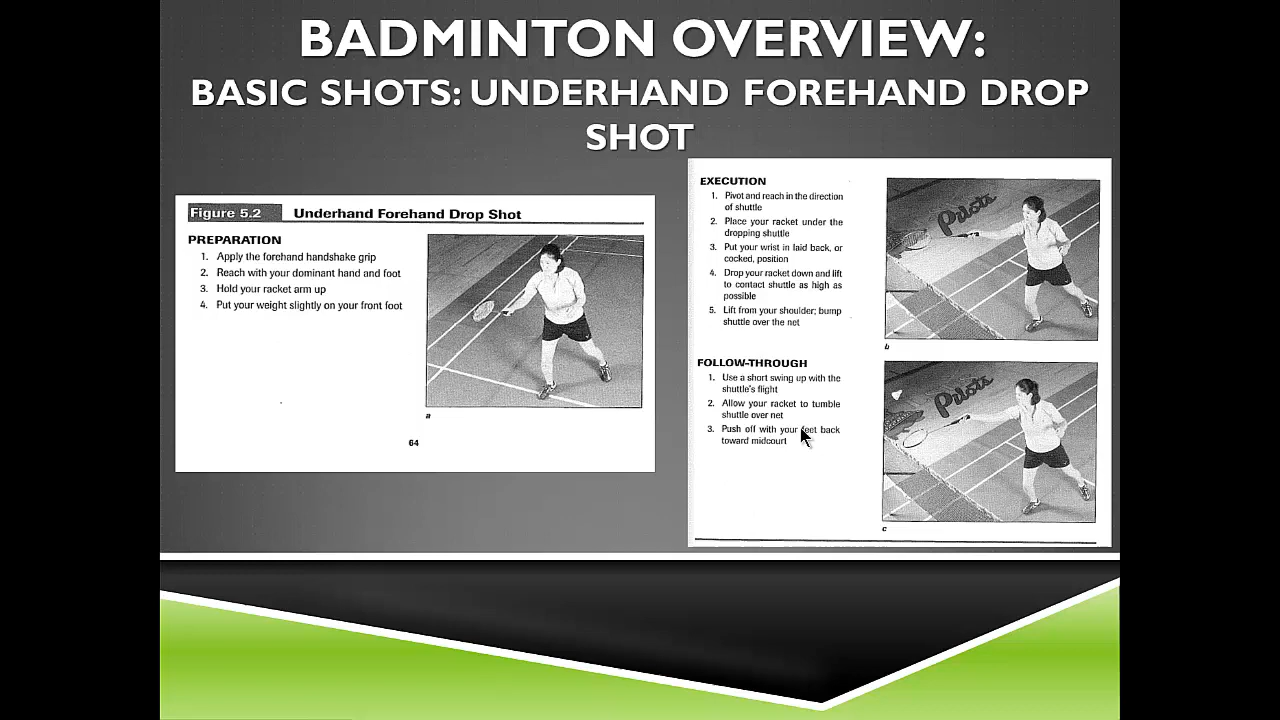 BADMINTON OVERVIEW:
BASIC SHOTS: UNDERHAND FOREHAND DROP
SHOT
Figure 5.2 Underhand Forehand Drop Shot
PREPARATION
1. Apply the forehand handshake grip
2. Reach with your dominant hand and foot
3. Hold your racket arm up
4. Put your weight slightly on your front foot
a
64
EXECUTION
1. Pivot and reach in the direction
of shuttle
2. Place your racket under the
dropping shuttle
3. Put your wrist in laid back, or
cocked, position
4. Drop your racket down and lift
to contact shuttle as high as
possible
5. Lift from your shoulder; bump
shuttle over the net
Pilots
b
FOLLOW-THROUGH
1. Use a short swing up with the
shuttle's flight
2. Allow your racket to tumble
shuttle over net
3. Push off with your feet back
toward midcourt
Pilots
c